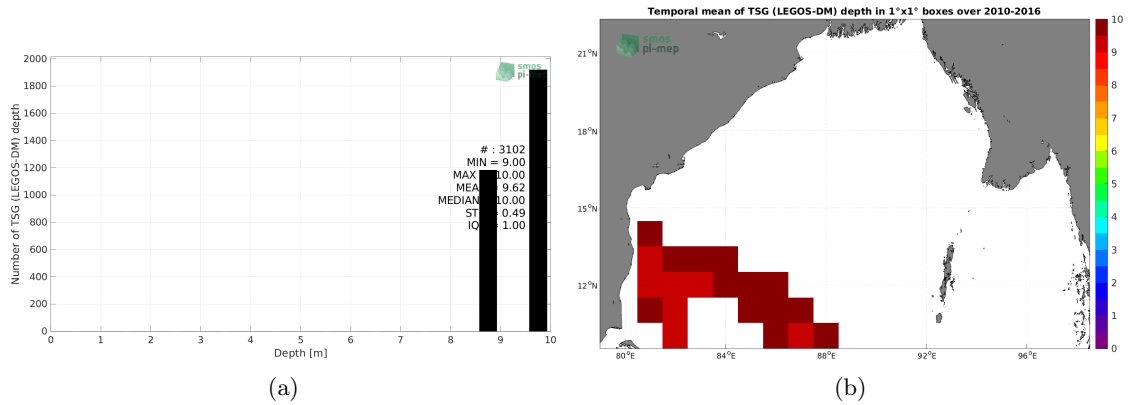 Temporal mean of TSG (LEGOS-DM) depth in 1°x1° boxes over 2010-2016
smos
pi-mep
Number of TSG (LEGOS-DM) depth
2000
1800
1600
1400
1200
1000
800
600
400
200
0
# : 3102
MIN = 9.00
MAX 10.00
MEA = 9.62
MEDIAN 10.00
ST = 0.49
IQ = 1.00
0 1 2 3 4 5 6 7 8 9 10
Depth [m]
(a)
smos
pi-mep
21°N
18°N
15°N
12°N
80°E 84°E 88°E 92°E 96°E
10
9
8
7
6
5
4
3
2
1
0
(b)